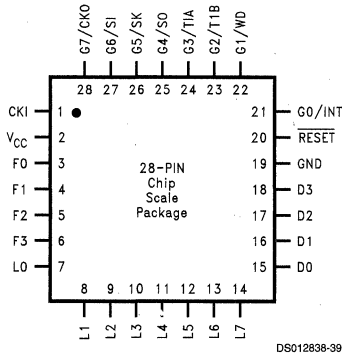 G7/CKO
G6/SI
G5/SK
G4/SO
G3/TIA
G2/T1B
G1/WD
28 27 26 25 24 23 22
CKI 1
VCC 2
F0 3
F1 4
F2 5
F3 6
L0 7
28-PIN
Chip
Scale
Package
21 G0/INT
20 RESET
19 GND
18 D3
17 D2
16 D1
15 D0
8 9 10 11 12 13 14
L1
L2
L3
L4
L5
L6
L7
DS012838-39